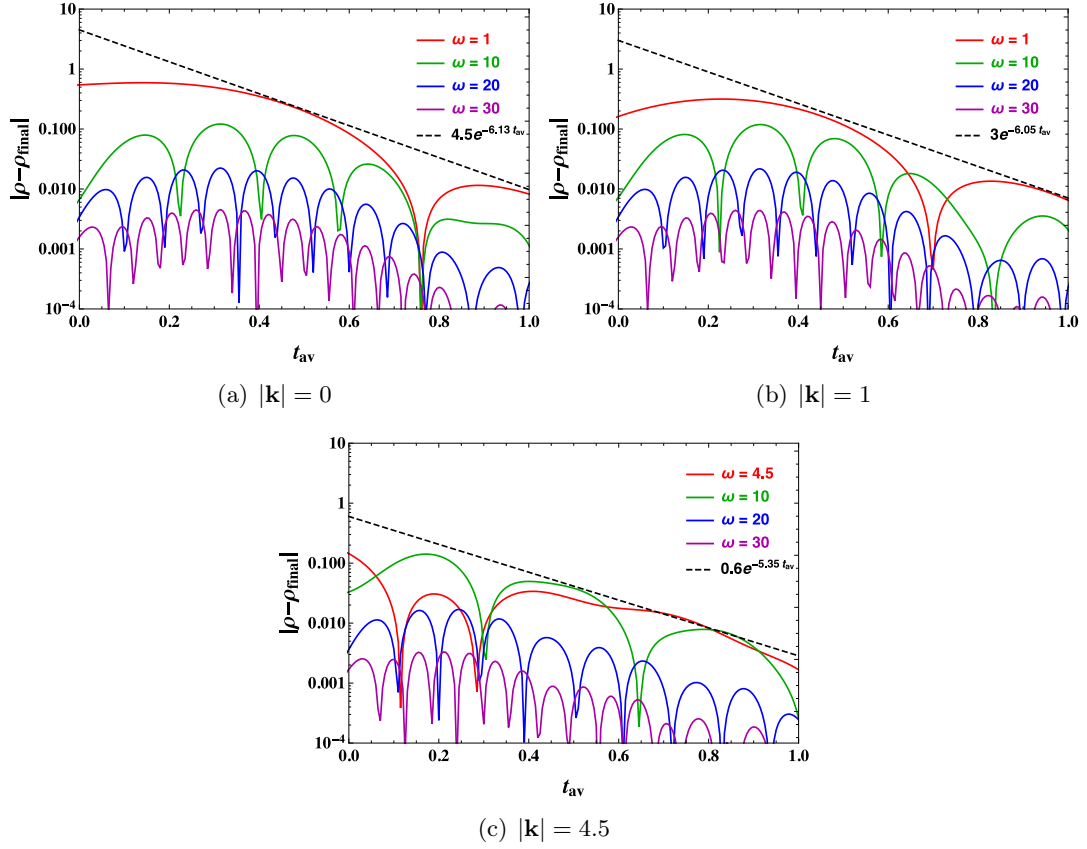 10
1
0.100
0.010
0.001
10⁻⁴
|ρ−ρfinal|
ω = 1
ω = 10
ω = 20
ω = 30
4.5e^−6.13 tav
0.0 0.2 0.4 0.6 0.8 1.0
tav
(a) |k| = 0
10
1
0.100
0.010
0.001
10⁻⁴
|ρ−ρfinal|
ω = 1
ω = 10
ω = 20
ω = 30
3e^−6.05 tav
0.0 0.2 0.4 0.6 0.8 1.0
tav
(b) |k| = 1
10
1
0.100
0.010
0.001
10⁻⁴
|ρ−ρfinal|
ω = 4.5
ω = 10
ω = 20
ω = 30
0.6e^−5.35 tav
0.0 0.2 0.4 0.6 0.8 1.0
tav
(c) |k| = 4.5